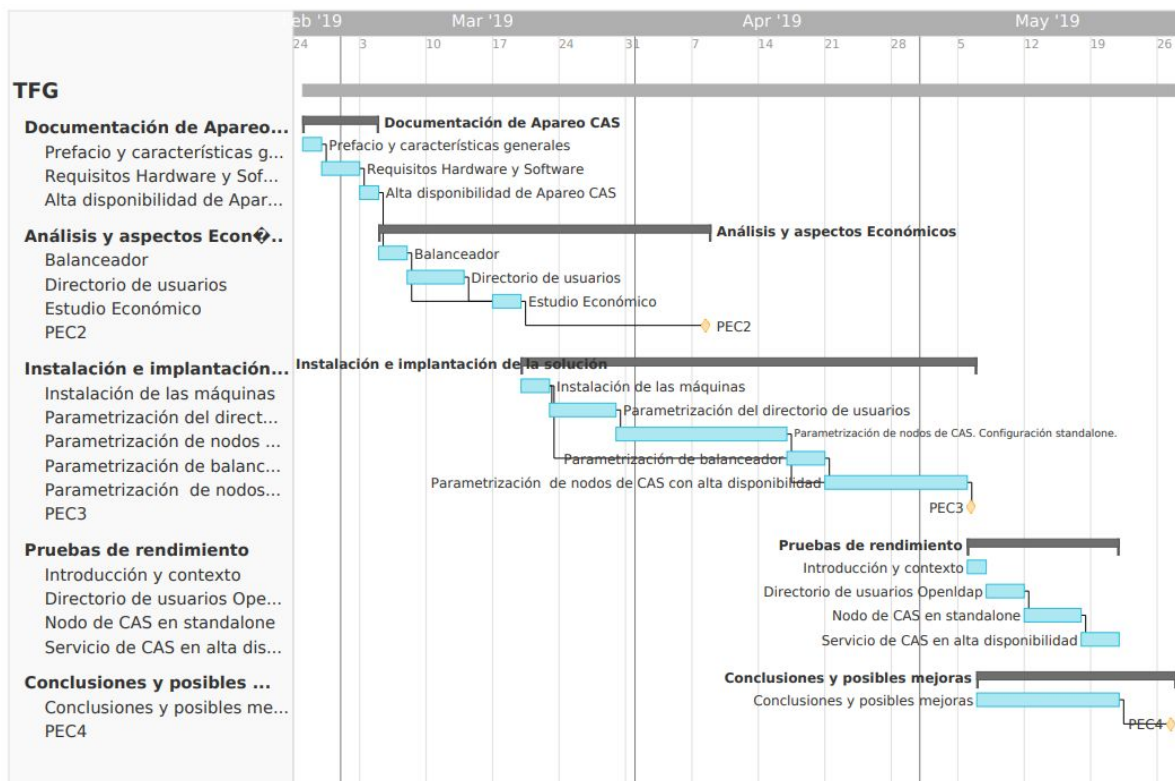 eb '19 Mar '19 Apr '19 May '19
24 3 10 17 24 31 7 14 21 28 5 12 19 26
TFG
Documentación de Apareo... Documentación de Apareo CAS
Prefacio y características g... Prefacio y características generales
Requisitos Hardware y Sof... Requisitos Hardware y Software
Alta disponibilidad de Apar... Alta disponibilidad de Apareo CAS
Análisis y aspectos Econ�.. Análisis y aspectos Económicos
Balanceador Balanceador
Directorio de usuarios Directorio de usuarios
Estudio Económico Estudio Económico
PEC2 PEC2
Instalación e implantación... Instalación e implantación de la solución
Instalación de las máquinas Instalación de las máquinas
Parametrización del direct... Parametrización del directorio de usuarios
Parametrización de nodos ... Parametrización de nodos de CAS. Configuración standalone.
Parametrización de balanc... Parametrización de balanceador
Parametrización de nodos... Parametrización de nodos de CAS con alta disponibilidad
PEC3 PEC3
Pruebas de rendimiento Pruebas de rendimiento
Introducción y contexto Introducción y contexto
Directorio de usuarios Ope... Directorio de usuarios Openldap
Nodo de CAS en standalone Nodo de CAS en standalone
Servicio de CAS en alta dis... Servicio de CAS en alta disponibilidad
Conclusiones y posibles ... Conclusiones y posibles mejoras
Conclusiones y posibles me... Conclusiones y posibles mejoras
PEC4 PEC4